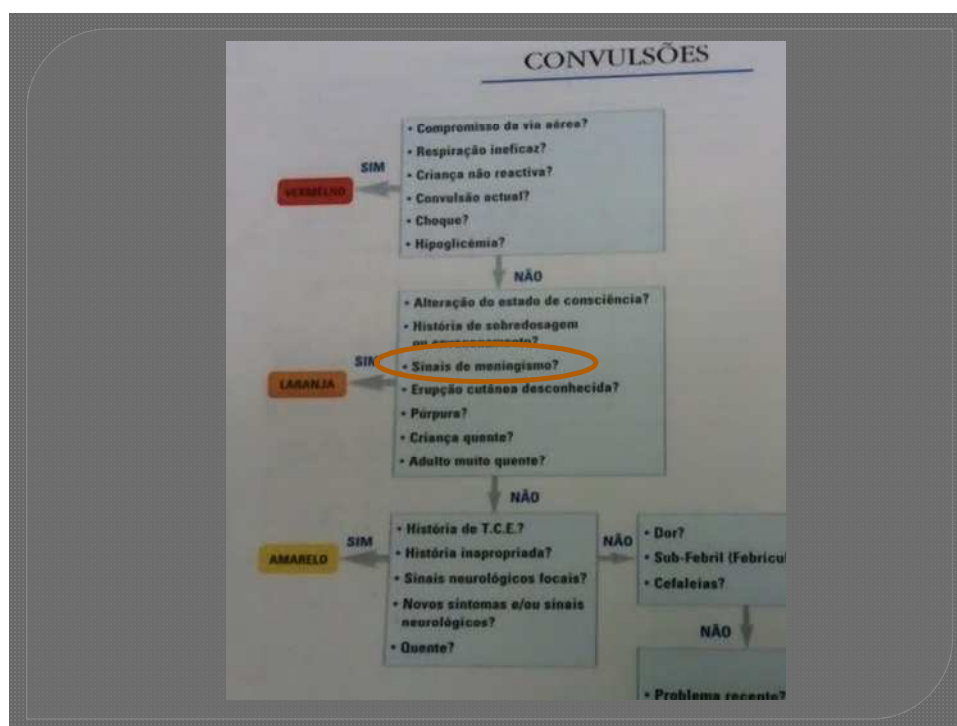 CONVULSÕES
• Compromisso da via aérea?
• Respiração ineficaz?
• Criança não reactiva?
• Convulsão actual?
• Choque?
• Hipoglicémia?
SIM
VERMELHO
NÃO
• Alteração do estado de consciência?
• História de sobredosagem
ou envenenamento?
• Sinais de meningismo?
• Erupção cutânea desconhecida?
• Púrpura?
• Criança quente?
• Adulto muito quente?
SIM
LARANJA
NÃO
• História de T.C.E.?
• História inapropriada?
• Sinais neurológicos focais?
• Novos sintomas e/ou sinais
neurológicos?
• Quente?
SIM
AMARELO
NÃO
• Dor?
• Sub-Febril (Febricul
• Cefaleias?
NÃO
• Problema recente?